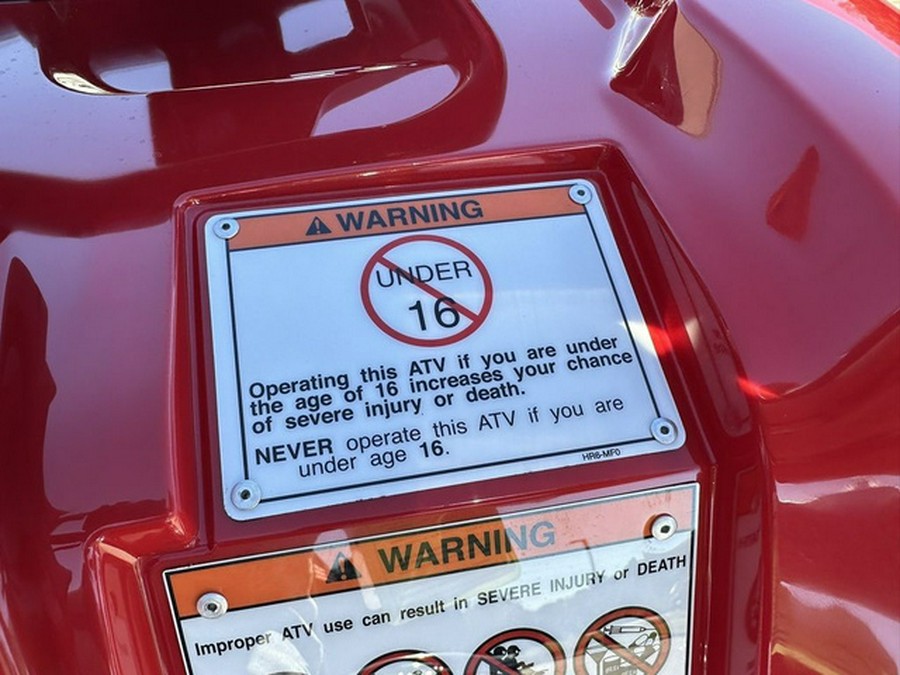 WARNING
UNDER
16
Operating this ATV if you are under
the age of 16 increases your chance
of severe injury or death.
NEVER operate this ATV if you are
under age 16.
HR6-MF0
WARNING
Improper ATV use can result in SEVERE INJURY or DEATH